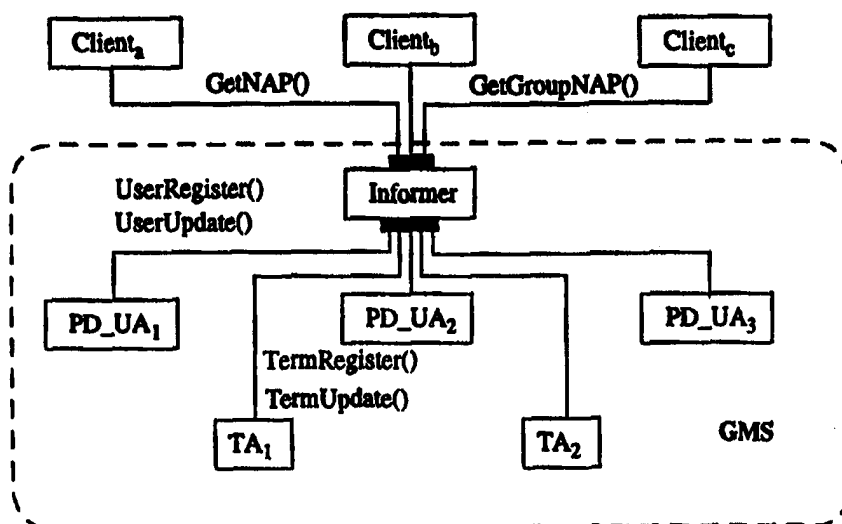 Client_a
Client_b
Client_c
GetNAP()
GetGroupNAP()
Informer
UserRegister()
UserUpdate()
PD_UA_1
PD_UA_2
PD_UA_3
TermRegister()
TermUpdate()
TA_1
TA_2
GMS